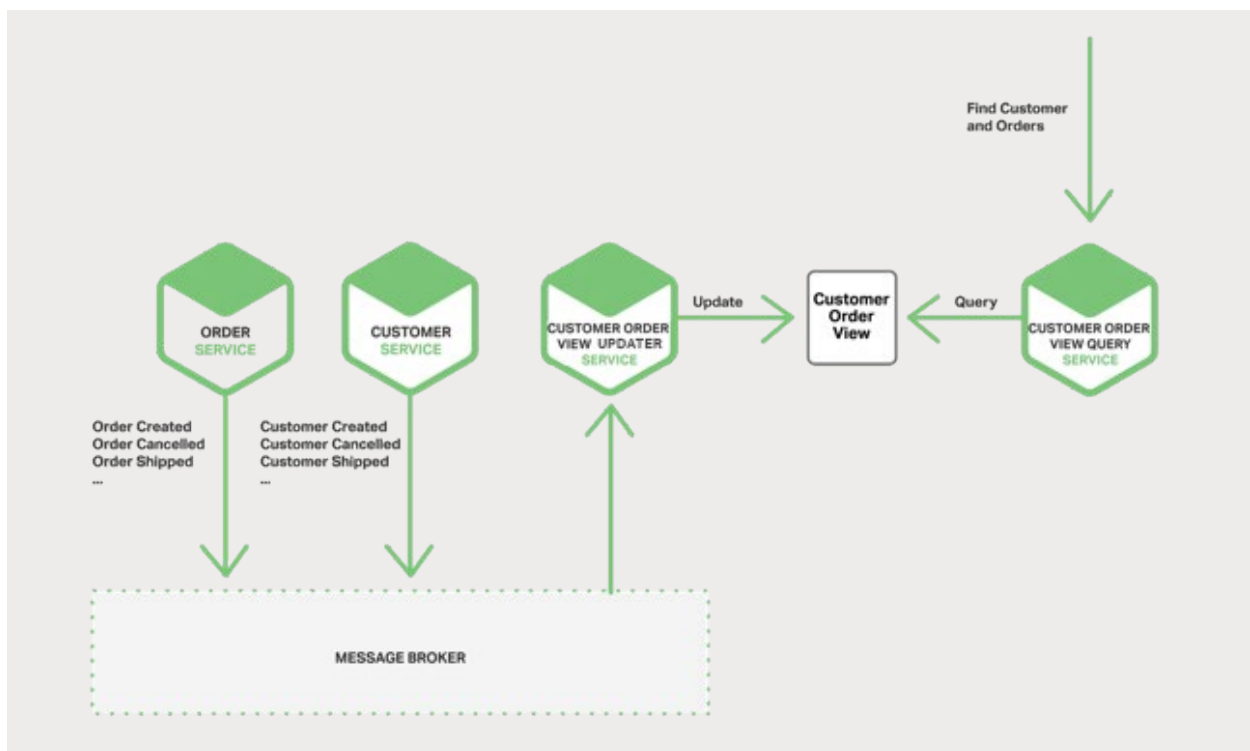 Find Customer
and Orders
ORDER
SERVICE
CUSTOMER
SERVICE
CUSTOMER ORDER
VIEW UPDATER
SERVICE
Update
Customer
Order
View
Query
CUSTOMER ORDER
VIEW QUERY
SERVICE
Order Created
Order Cancelled
Order Shipped
...
Customer Created
Customer Cancelled
Customer Shipped
...
MESSAGE BROKER